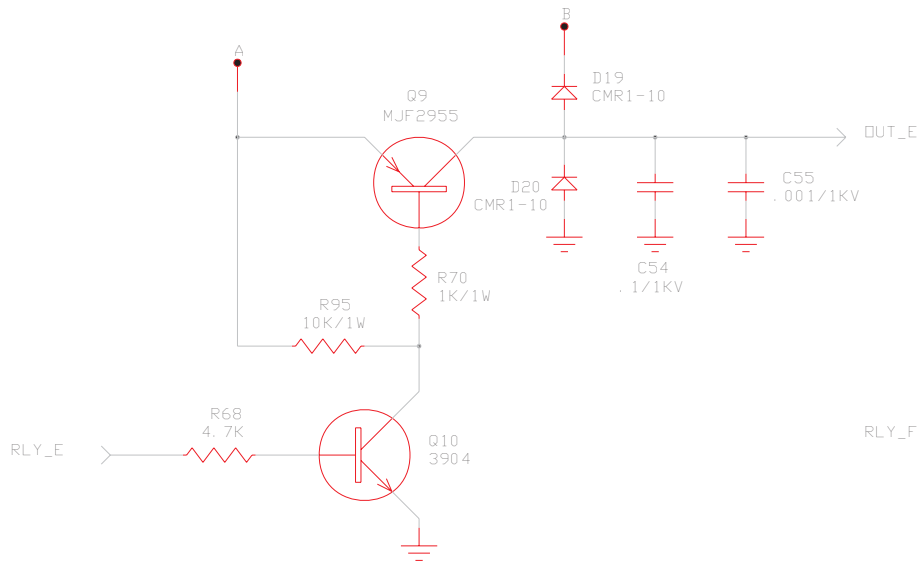 B
A
D19
CMR1-10
Q9
MJF2955
OUT_E
C55
.001/1KV
D20
CMR1-10
C54
.1/1KV
R70
1K/1W
R95
10K/1W
R68
4.7K
Q10
3904
RLY_E
RLY_F